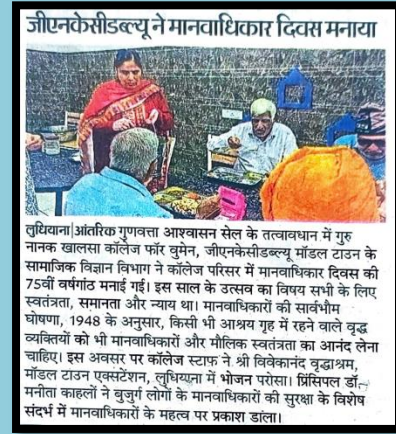 जीएनकेसीडब्ल्यू ने मानवाधिकार दिवस मनाया
लुधियाना|आंतरिक गुणवत्ता आश्वासन सेल के तत्वावधान में गुरु
नानक खालसा कॉलेज फॉर वुमेन, जीएनकेसीडब्ल्यू मॉडल टाउन के
सामाजिक विज्ञान विभाग ने कॉलेज परिसर में मानवाधिकार दिवस की
75वीं वर्षगांठ मनाई गई। इस साल के उत्सव का विषय सभी के लिए
स्वतंत्रता, समानता और न्याय था। मानवाधिकारों की सार्वभौम
घोषणा, 1948 के अनुसार, किसी भी आश्रय गृह में रहने वाले वृद्ध
व्यक्तियों को भी मानवाधिकारों और मौलिक स्वतंत्रता का आनंद लेना
चाहिए। इस अवसर पर कॉलेज स्टाफ ने श्री विवेकानंद वृद्धाश्रम,
मॉडल टाउन एक्सटेंशन, लुधियाना में भोजन परोसा। प्रिंसिपल डॉ.
मनीता काहलों ने बुजुर्ग लोगों के मानवाधिकारों की सुरक्षा के विशेष
संदर्भ में मानवाधिकारों के महत्व पर प्रकाश डाला।